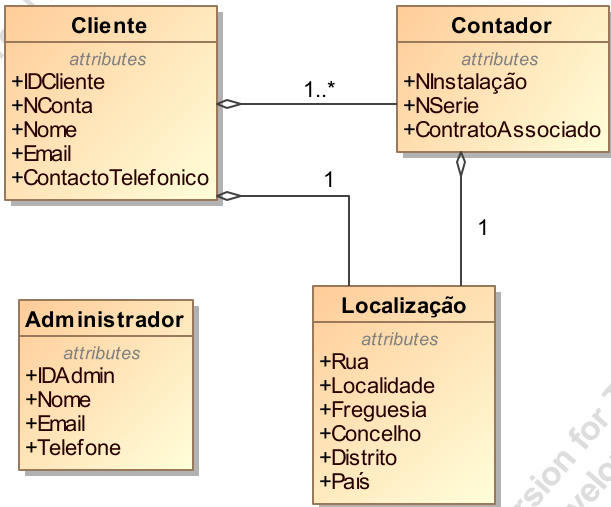 Cliente
attributes
+IDCliente
+NConta
+Nome
+Email
+ContactoTelefonico
1..*
Contador
attributes
+NInstalação
+NSerie
+ContratoAssociado
1
1
Administrador
attributes
+IDAdmin
+Nome
+Email
+Telefone
Localização
attributes
+Rua
+Localidade
+Freguesia
+Concelho
+Distrito
+País